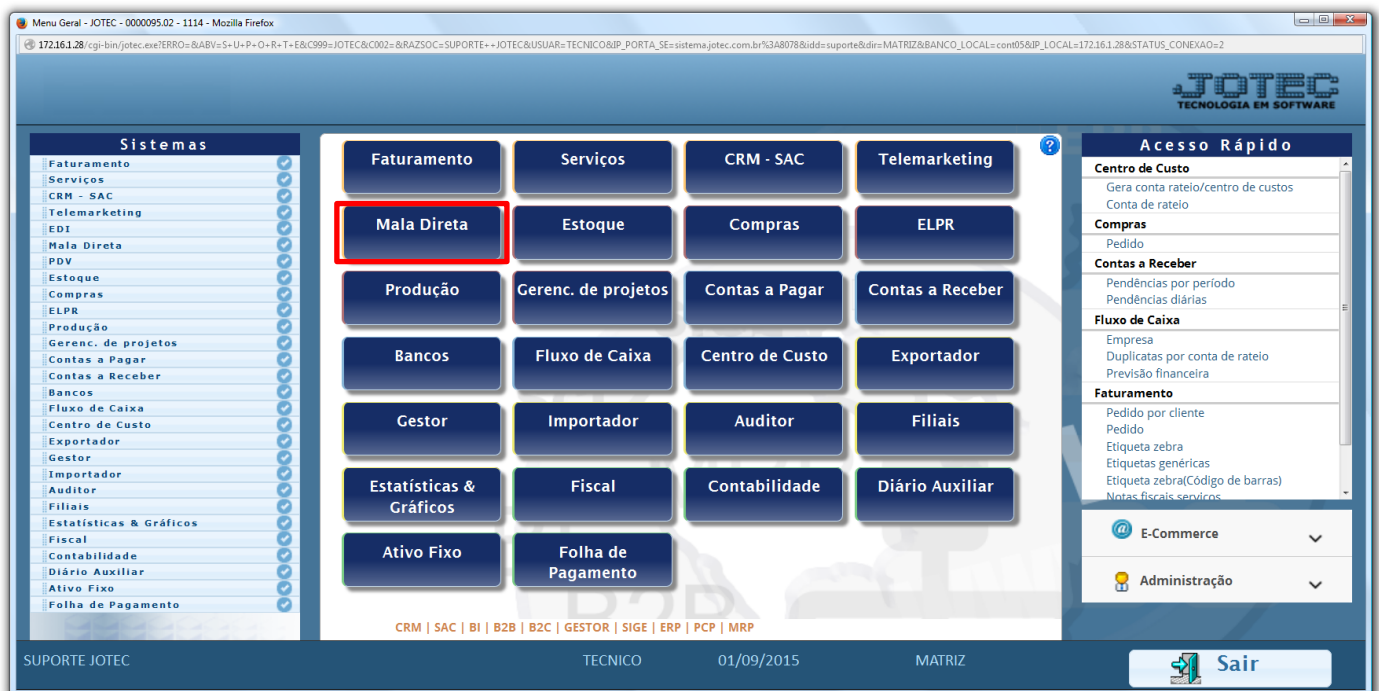 Menu Geral - JOTEC - 0000095.02 - 1114 - Mozilla Firefox
172.16.1.28/cgi-bin/jotec.exe?ERRO=&ABV=S+U+P+O+R+T+E&C999=JOTEC&C002=&RAZSOC=SUPORTE++JOTEC&USUAR=TECNICO&IP_PORTA_SE=sistema.jotec.com.br%3A8078&idd=suporte&dir=MATRIZ&BANCO_LOCAL=cont05&IP_LOCAL=172.16.1.28&STATUS_CONEXAO=2
JOTEC
TECNOLOGIA EM SOFTWARE
Sistemas
Faturamento
Serviços
CRM - SAC
Telemarketing
EDI
Mala Direta
PDV
Estoque
Compras
ELPR
Produção
Gerenc. de projetos
Contas a Pagar
Contas a Receber
Bancos
Fluxo de Caixa
Centro de Custo
Exportador
Gestor
Importador
Auditor
Filiais
Estatísticas & Gráficos
Fiscal
Contabilidade
Diário Auxiliar
Ativo Fixo
Folha de Pagamento
Faturamento
Serviços
CRM - SAC
Telemarketing
Mala Direta
Estoque
Compras
ELPR
Produção
Gerenc. de projetos
Contas a Pagar
Contas a Receber
Bancos
Fluxo de Caixa
Centro de Custo
Exportador
Gestor
Importador
Auditor
Filiais
Estatísticas &
Gráficos
Fiscal
Contabilidade
Diário Auxiliar
Ativo Fixo
Folha de
Pagamento
B2B
CRM | SAC | BI | B2B | B2C | GESTOR | SIGE | ERP | PCP | MRP
?
Acesso Rápido
Centro de Custo
Gera conta rateio/centro de custos
Conta de rateio
Compras
Pedido
Contas a Receber
Pendências por período
Pendências diárias
Fluxo de Caixa
Empresa
Duplicatas por conta de rateio
Previsão financeira
Faturamento
Pedido por cliente
Pedido
Etiqueta zebra
Etiquetas genéricas
Etiqueta zebra(Código de barras)
Notas fiscais serviços
E-Commerce
Administração
SUPORTE JOTEC
TECNICO
01/09/2015
MATRIZ
Sair